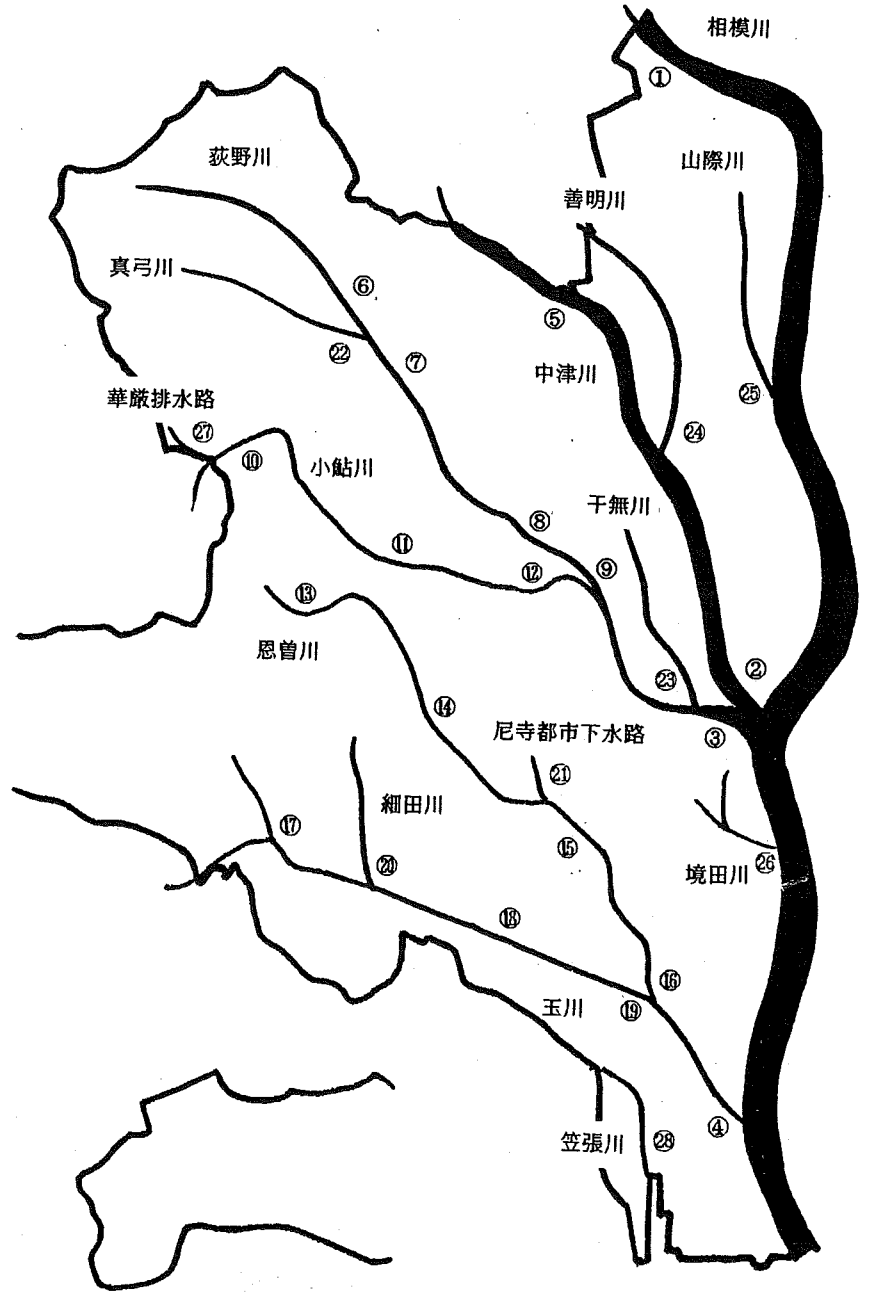 相模川
①
荻野川
山際川
善明川
真弓川
⑥
⑤
㉒
⑦
中津川
㉕
華厳排水路
㉗
㉔
⑩
小鮎川
干無川
⑧
⑪
⑫
⑨
⑬
恩曽川
②
㉓
⑭
尼寺都市下水路
③
㉑
細田川
⑰
⑮
⑳
境田川
㉖
⑱
⑯
玉川
⑲
④
笠張川
㉘